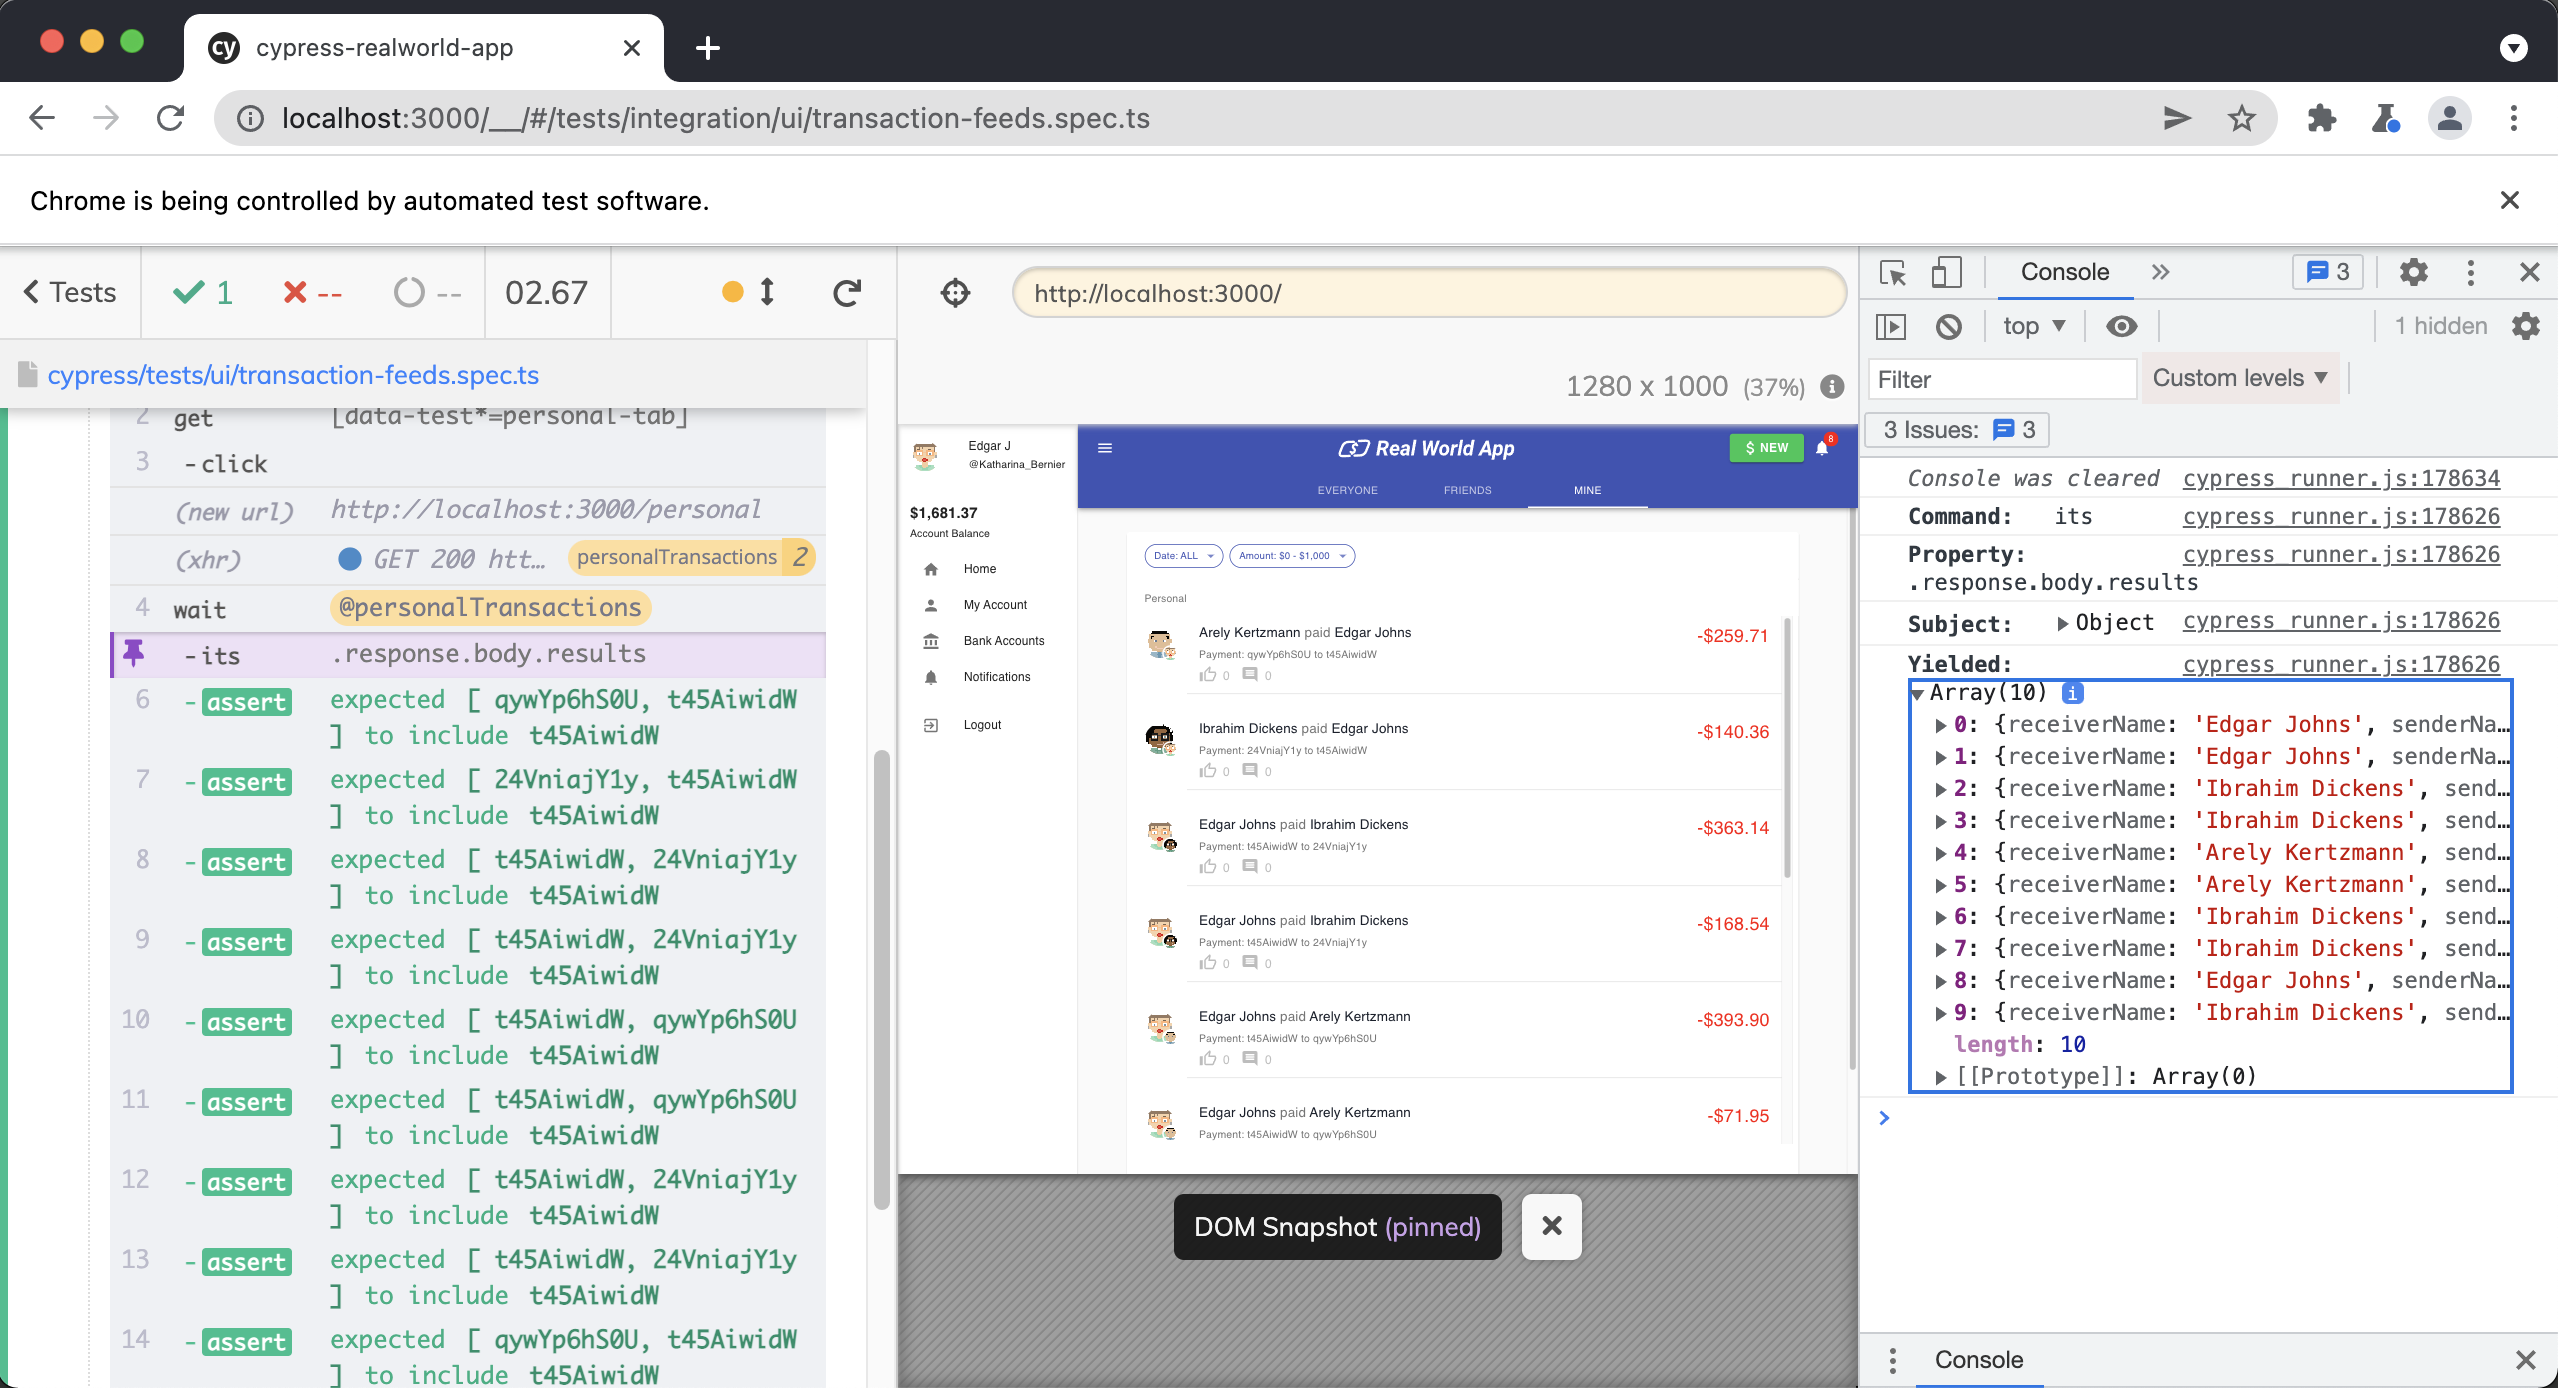 cy cypress-realworld-app
localhost:3000/__/#/tests/integration/ui/transaction-feeds.spec.ts
Chrome is being controlled by automated test software.
Tests
1
--
--
02.67
cypress/tests/ui/transaction-feeds.spec.ts
2 get [data-test*=personal-tab]
3 -click
(new url) http://localhost:3000/personal
(xhr) GET 200 htt… personalTransactions 2
4 wait @personalTransactions
-its .response.body.results
6 -assert expected [ qywYp6hS0U, t45AiwidW
] to include t45AiwidW
7 -assert expected [ 24VniajY1y, t45AiwidW
] to include t45AiwidW
8 -assert expected [ t45AiwidW, 24VniajY1y
] to include t45AiwidW
9 -assert expected [ t45AiwidW, 24VniajY1y
] to include t45AiwidW
10 -assert expected [ t45AiwidW, qywYp6hS0U
] to include t45AiwidW
11 -assert expected [ t45AiwidW, qywYp6hS0U
] to include t45AiwidW
12 -assert expected [ t45AiwidW, 24VniajY1y
] to include t45AiwidW
13 -assert expected [ t45AiwidW, 24VniajY1y
] to include t45AiwidW
14 -assert expected [ qywYp6hS0U, t45AiwidW
] to include t45AiwidW
http://localhost:3000/
1280 x 1000 (37%)
Edgar J
@Katharina_Bernier
$1,681.37
Account Balance
Home
My Account
Bank Accounts
Notifications
Logout
Real World App
$ NEW
8
EVERYONE FRIENDS MINE
Date: ALL Amount: $0 - $1,000
Personal
Arely Kertzmann paid Edgar Johns -$259.71
Payment: qywYp6hS0U to t45AiwidW
0 0
Ibrahim Dickens paid Edgar Johns -$140.36
Payment: 24VniajY1y to t45AiwidW
0 0
Edgar Johns paid Ibrahim Dickens -$363.14
Payment: t45AiwidW to 24VniajY1y
0 0
Edgar Johns paid Ibrahim Dickens -$168.54
Payment: t45AiwidW to 24VniajY1y
0 0
Edgar Johns paid Arely Kertzmann -$393.90
Payment: t45AiwidW to qywYp6hS0U
0 0
Edgar Johns paid Arely Kertzmann -$71.95
Payment: t45AiwidW to qywYp6hS0U
DOM Snapshot (pinned)
Console 3
top 1 hidden
Filter Custom levels
3 Issues: 3
Console was cleared cypress_runner.js:178634
Command: its cypress_runner.js:178626
Property: cypress_runner.js:178626
.response.body.results
Subject: Object cypress_runner.js:178626
Yielded: cypress_runner.js:178626
Array(10) i
0: {receiverName: 'Edgar Johns', senderNa…
1: {receiverName: 'Edgar Johns', senderNa…
2: {receiverName: 'Ibrahim Dickens', send…
3: {receiverName: 'Ibrahim Dickens', send…
4: {receiverName: 'Arely Kertzmann', send…
5: {receiverName: 'Arely Kertzmann', send…
6: {receiverName: 'Ibrahim Dickens', send…
7: {receiverName: 'Ibrahim Dickens', send…
8: {receiverName: 'Edgar Johns', senderNa…
9: {receiverName: 'Ibrahim Dickens', send…
length: 10
[[Prototype]]: Array(0)
Console